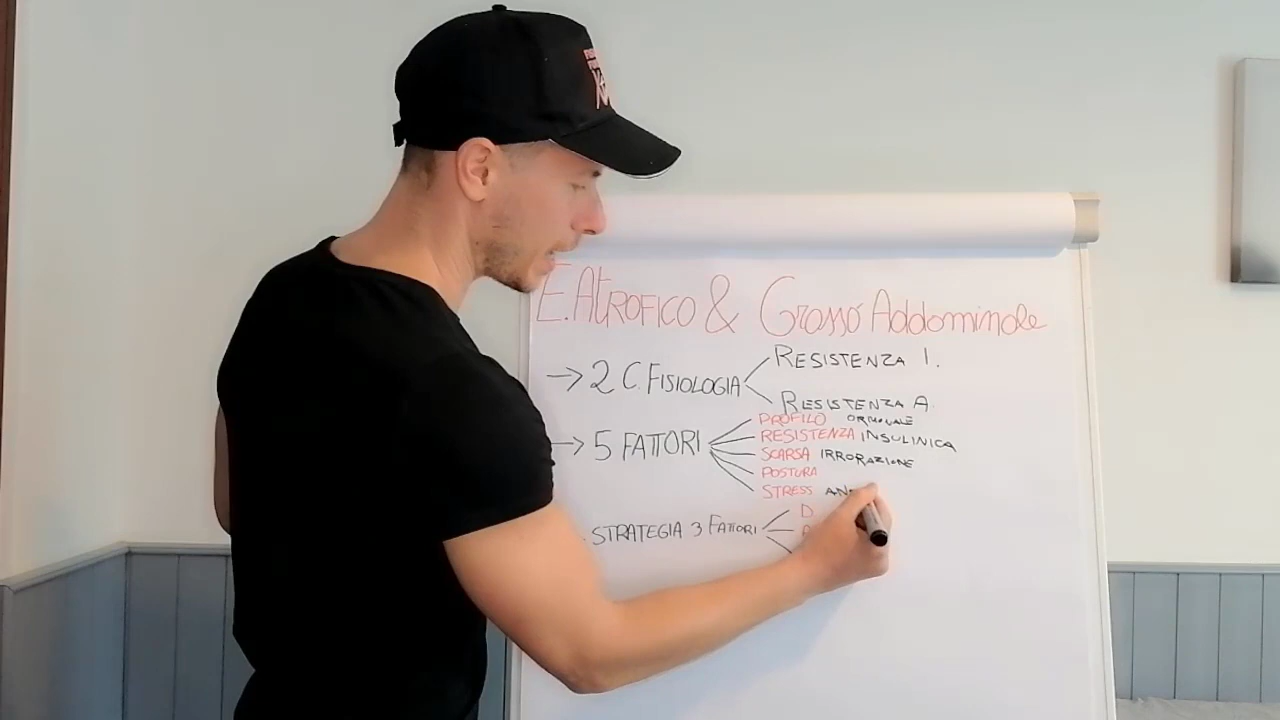 E. Atrofico & Grasso Addominale
→ 2 C. FISIOLOGIA
RESISTENZA I.
RESISTENZA A.
→ 5 FATTORI
PROFILO ORMONALE
RESISTENZA INSULINICA
SCARSA IRRORAZIONE
POSTURA
STRESS
STRATEGIA 3 FATTORI
D